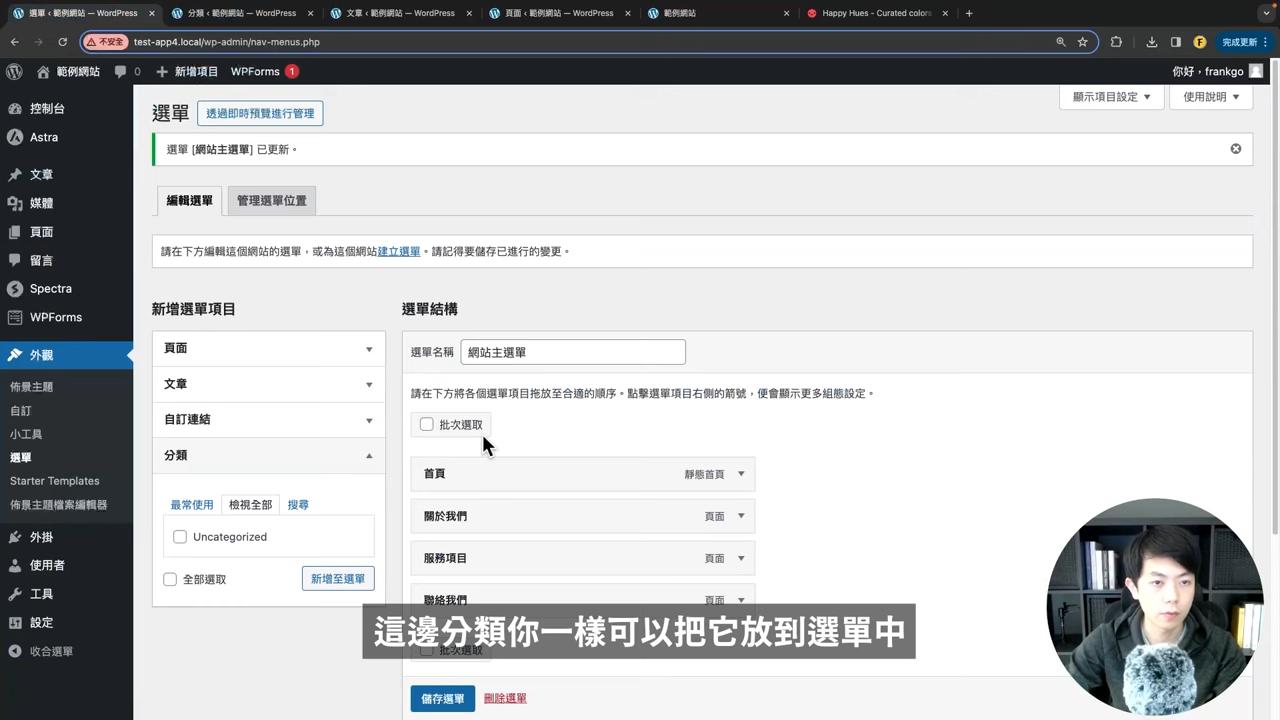 選單 ‹ 範例網站 — WordPress
分類 ‹ 範例網站 — WordPress
文章 ‹ 範例網站 — WordPress
頁面 ‹ 範例網站 — WordPress
範例網站
Happy Hues - Curated colors
不安全
test-app4.local/wp-admin/nav-menus.php
完成更新
範例網站
0
新增項目
WPForms
1
你好，frankgo
控制台
Astra
文章
媒體
頁面
留言
Spectra
WPForms
外觀
佈景主題
自訂
小工具
選單
Starter Templates
佈景主題檔案編輯器
外掛
使用者
工具
設定
收合選單
選單
透過即時預覽進行管理
顯示項目設定
使用說明
選單 [網站主選單] 已更新。
編輯選單
管理選單位置
請在下方編輯這個網站的選單，或為這個網站建立選單。請記得要儲存已進行的變更。
新增選單項目
頁面
文章
自訂連結
分類
最常使用
檢視全部
搜尋
Uncategorized
全部選取
新增至選單
選單結構
選單名稱
網站主選單
請在下方將各個選單項目拖放至合適的順序。點擊選單項目右側的箭號，便會顯示更多組態設定。
批次選取
首頁
靜態首頁
關於我們
頁面
服務項目
頁面
聯絡我們
頁面
批次選取
儲存選單
刪除選單
這邊分類你一樣可以把它放到選單中